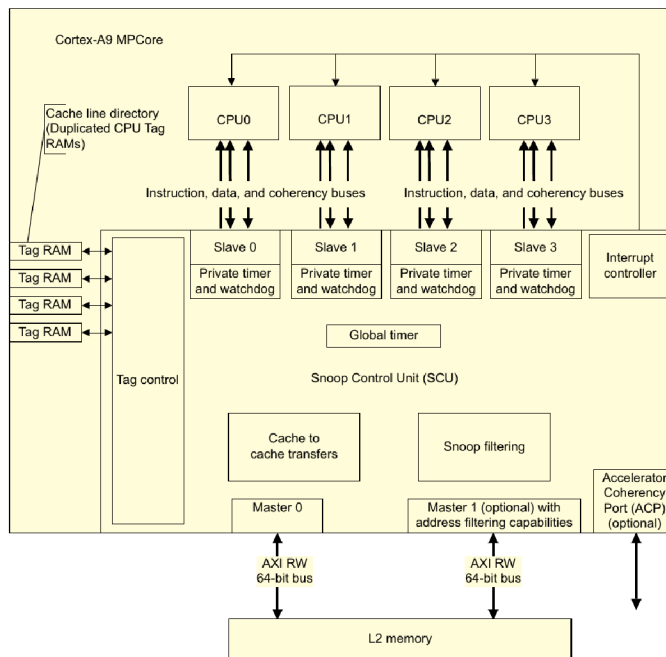 Cortex-A9 MPCore
Cache line directory
(Duplicated CPU Tag
RAMs)
CPU0
CPU1
CPU2
CPU3
Instruction, data, and coherency buses
Instruction, data, and coherency buses
Tag RAM
Tag RAM
Tag RAM
Tag RAM
Tag control
Slave 0
Private timer
and watchdog
Slave 1
Private timer
and watchdog
Slave 2
Private timer
and watchdog
Slave 3
Private timer
and watchdog
Interrupt
controller
Global timer
Snoop Control Unit (SCU)
Cache to
cache transfers
Snoop filtering
Master 0
Master 1 (optional) with
address filtering capabilities
Accelerator
Coherency
Port (ACP)
(optional)
AXI RW
64-bit bus
AXI RW
64-bit bus
L2 memory